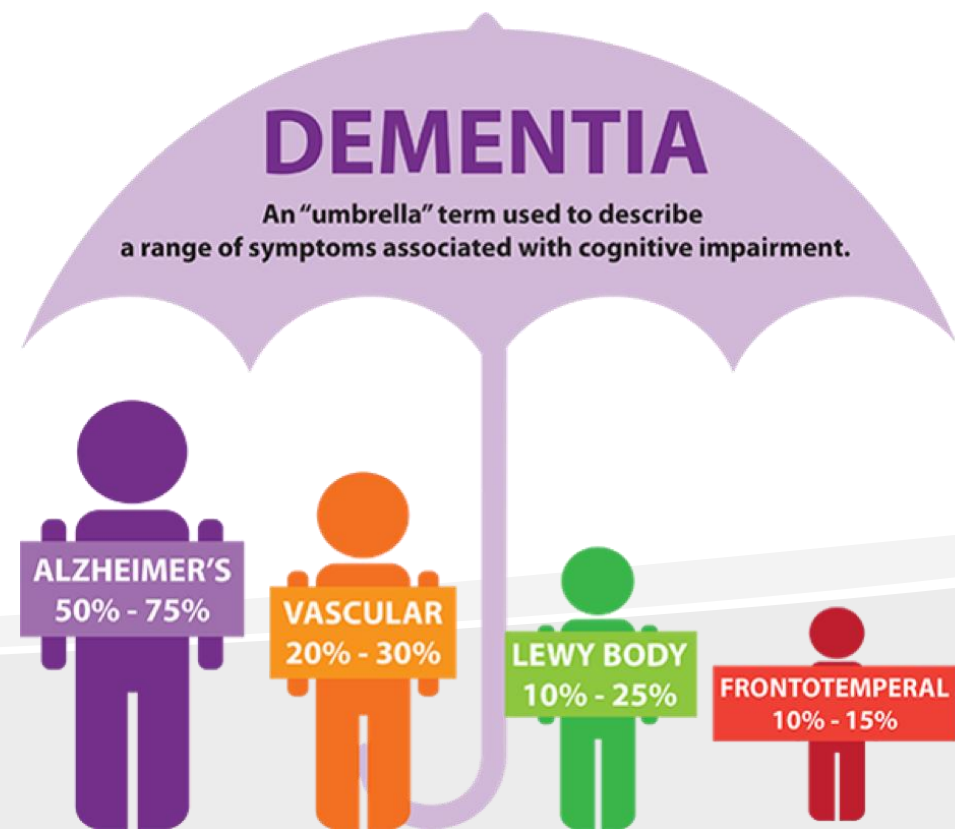 DEMENTIA
An “umbrella” term used to describe
a range of symptoms associated with cognitive impairment.
ALZHEIMER’S
50% - 75%
VASCULAR
20% - 30%
LEWY BODY
10% - 25%
FRONTOTEMPERAL
10% - 15%